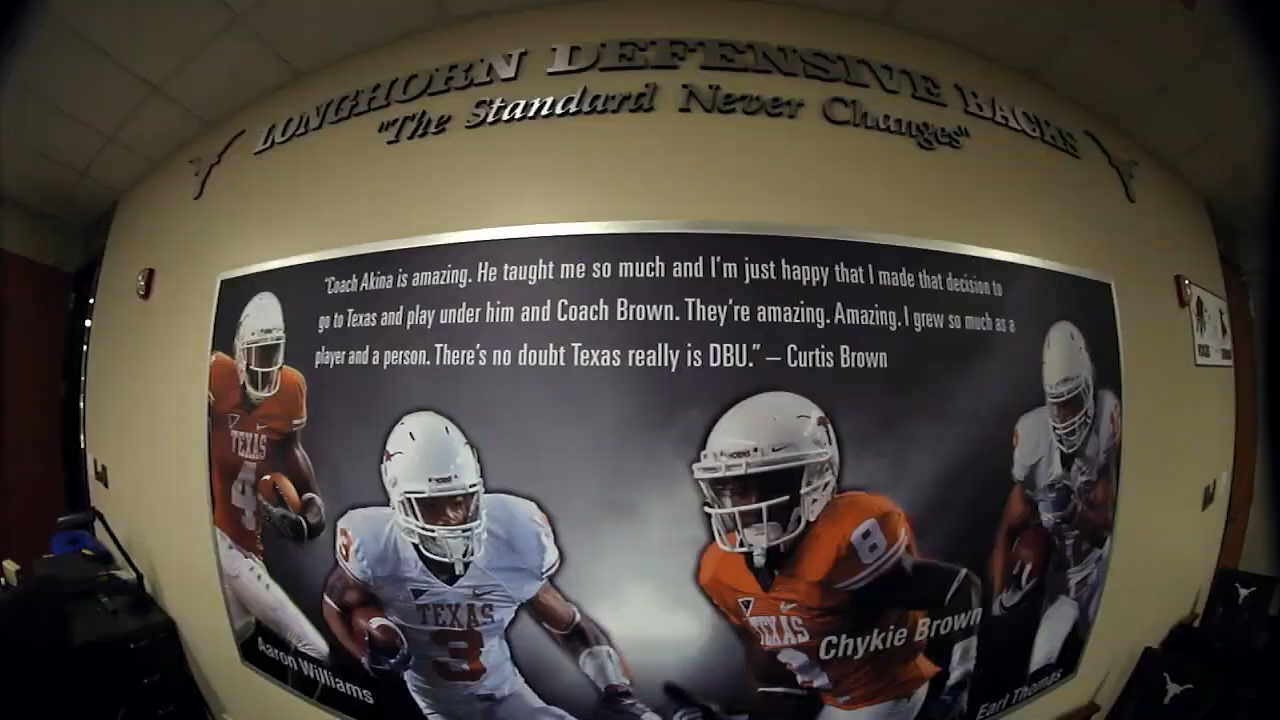 LONGHORN DEFENSIVE BACKS
"The Standard Never Changes"
"Coach Akina is amazing. He taught me so much and I'm just happy that I made that decision to
go to Texas and play under him and Coach Brown. They're amazing. Amazing. I grew so much as a
player and a person. There's no doubt Texas really is DBU." – Curtis Brown
TEXAS
4
TEXAS
3
8
TEXAS
Aaron Williams
Chykie Brown
Earl Thomas